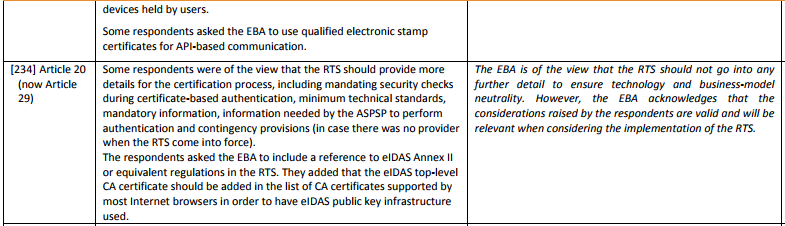 devices held by users.
Some respondents asked the EBA to use qualified electronic stamp
certificates for API-based communication.
[234] Article 20
(now Article
29)
Some respondents were of the view that the RTS should provide more
details for the certification process, including mandating security checks
during certificate-based authentication, minimum technical standards,
mandatory information, information needed by the ASPSP to perform
authentication and contingency provisions (in case there was no provider
when the RTS come into force).
The respondents asked the EBA to include a reference to eIDAS Annex II
or equivalent regulations in the RTS. They added that the eIDAS top-level
CA certificate should be added in the list of CA certificates supported by
most Internet browsers in order to have eIDAS public key infrastructure
used.
The EBA is of the view that the RTS should not go into any
further detail to ensure technology and business-model
neutrality. However, the EBA acknowledges that the
considerations raised by the respondents are valid and will be
relevant when considering the implementation of the RTS.